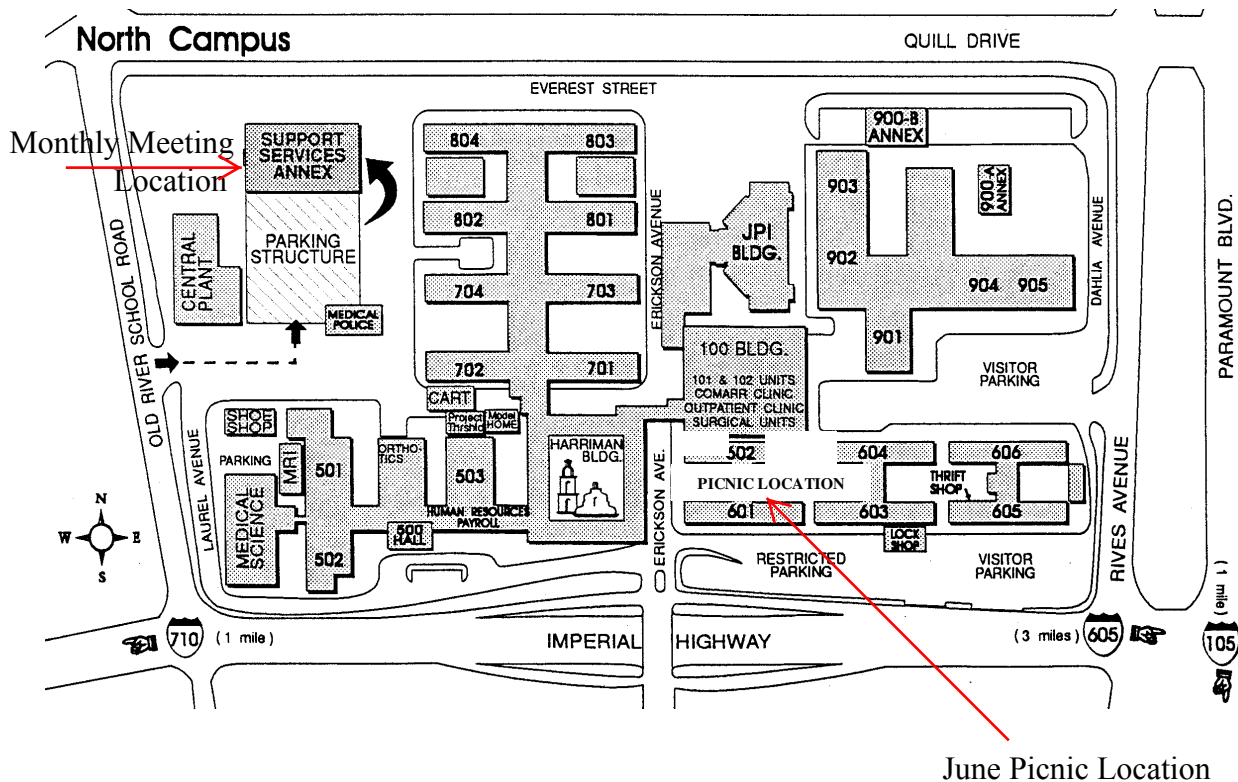 North Campus
QUILL DRIVE
EVEREST STREET
Monthly Meeting
Location
SUPPORT
SERVICES
ANNEX
804
803
802
801
704
703
702
701
900-B
ANNEX
900-A
ANNEX
903
902
904
905
901
JPI
BLDG.
ERICKSON AVENUE
DAHLIA AVENUE
PARAMOUNT BLVD.
OLD RIVER SCHOOL ROAD
CENTRAL
PLANT
PARKING
STRUCTURE
MEDICAL
POLICE
100 BLDG.
101 & 102 UNITS
COMARR CLINIC
OUTPATIENT CLINIC
SURGICAL UNITS
VISITOR
PARKING
CART
Project
Thrshld
Model
HOME
SHOE
SHOP
PARKING
MRI
501
ORTHO-
TICS
503
HARRIMAN
BLDG.
HUMAN RESOURCES
PAYROLL
500
HALL
MEDICAL
SCIENCE
502
LAUREL AVENUE
N
W
E
S
502
604
606
PICNIC LOCATION
THRIFT
SHOP
601
603
605
LOCK
SHOP
ERICKSON AVE.
RESTRICTED
PARKING
VISITOR
PARKING
RIVES AVENUE
710
(1 mile)
IMPERIAL HIGHWAY
(3 miles)
605
(1 mile)
105
June Picnic Location